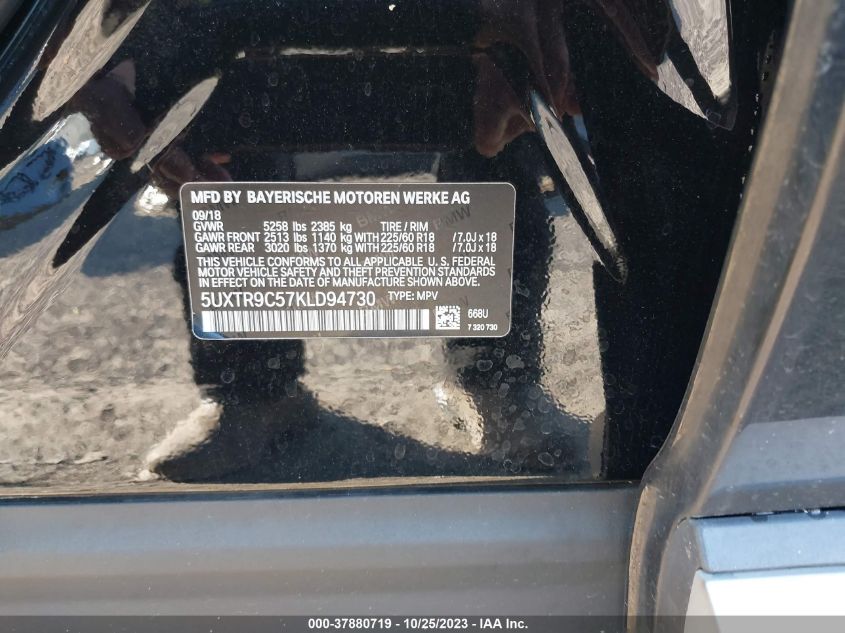 MFD BY BAYERISCHE MOTOREN WERKE AG
09/18
GVWR 5258 lbs 2385 kg TIRE / RIM
GAWR FRONT 2513 lbs 1140 kg WITH 225/60 R18 /7.0J x 18
GAWR REAR 3020 lbs 1370 kg WITH 225/60 R18 /7.0J x 18
THIS VEHICLE CONFORMS TO ALL APPLICABLE U. S. FEDERAL
MOTOR VEHICLE SAFETY AND THEFT PREVENTION STANDARDS
IN EFFECT ON THE DATE OF MANUFACTURE SHOWN ABOVE.
5UXTR9C57KLD94730 TYPE: MPV
668U
7 320 730
000-37880719 - 10/25/2023 - IAA Inc.